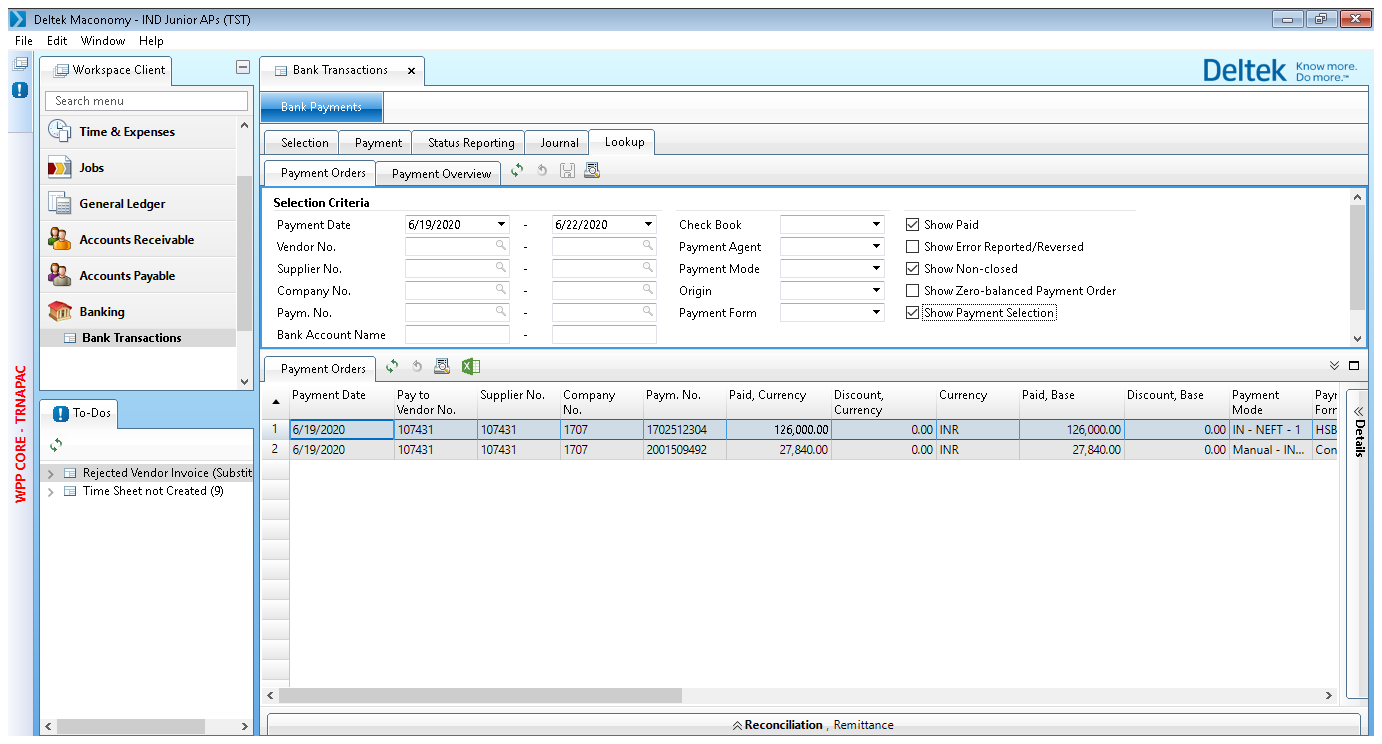 Deltek Maconomy - IND Junior APs (TST)
File Edit Window Help
Workspace Client
Search menu
Time & Expenses
Jobs
General Ledger
Accounts Receivable
Accounts Payable
Banking
Bank Transactions
To-Dos
Rejected Vendor Invoice (Substit
Time Sheet not Created (9)
WPP CORE - TRNAPAC
Bank Transactions x
Deltek Know more.
Do more.™
Bank Payments
Selection Payment Status Reporting Journal Lookup
Payment Orders Payment Overview
Selection Criteria
Payment Date 6/19/2020 - 6/22/2020 Check Book Show Paid
Vendor No. - Payment Agent Show Error Reported/Reversed
Supplier No. - Payment Mode Show Non-closed
Company No. - Origin Show Zero-balanced Payment Order
Paym. No. - Payment Form Show Payment Selection
Bank Account Name -
Payment Orders
Payment Date Pay to Supplier No. Company Paym. No. Paid, Currency Discount, Currency Paid, Base Discount, Base Payment Payr
Vendor No. No. Currency Mode Forr
1 6/19/2020 107431 107431 1707 1702512304 126,000.00 0.00 INR 126,000.00 0.00 IN - NEFT - 1 HSB
2 6/19/2020 107431 107431 1707 2001509492 27,840.00 0.00 INR 27,840.00 0.00 Manual - IN... Con
Details
Reconciliation , Remittance